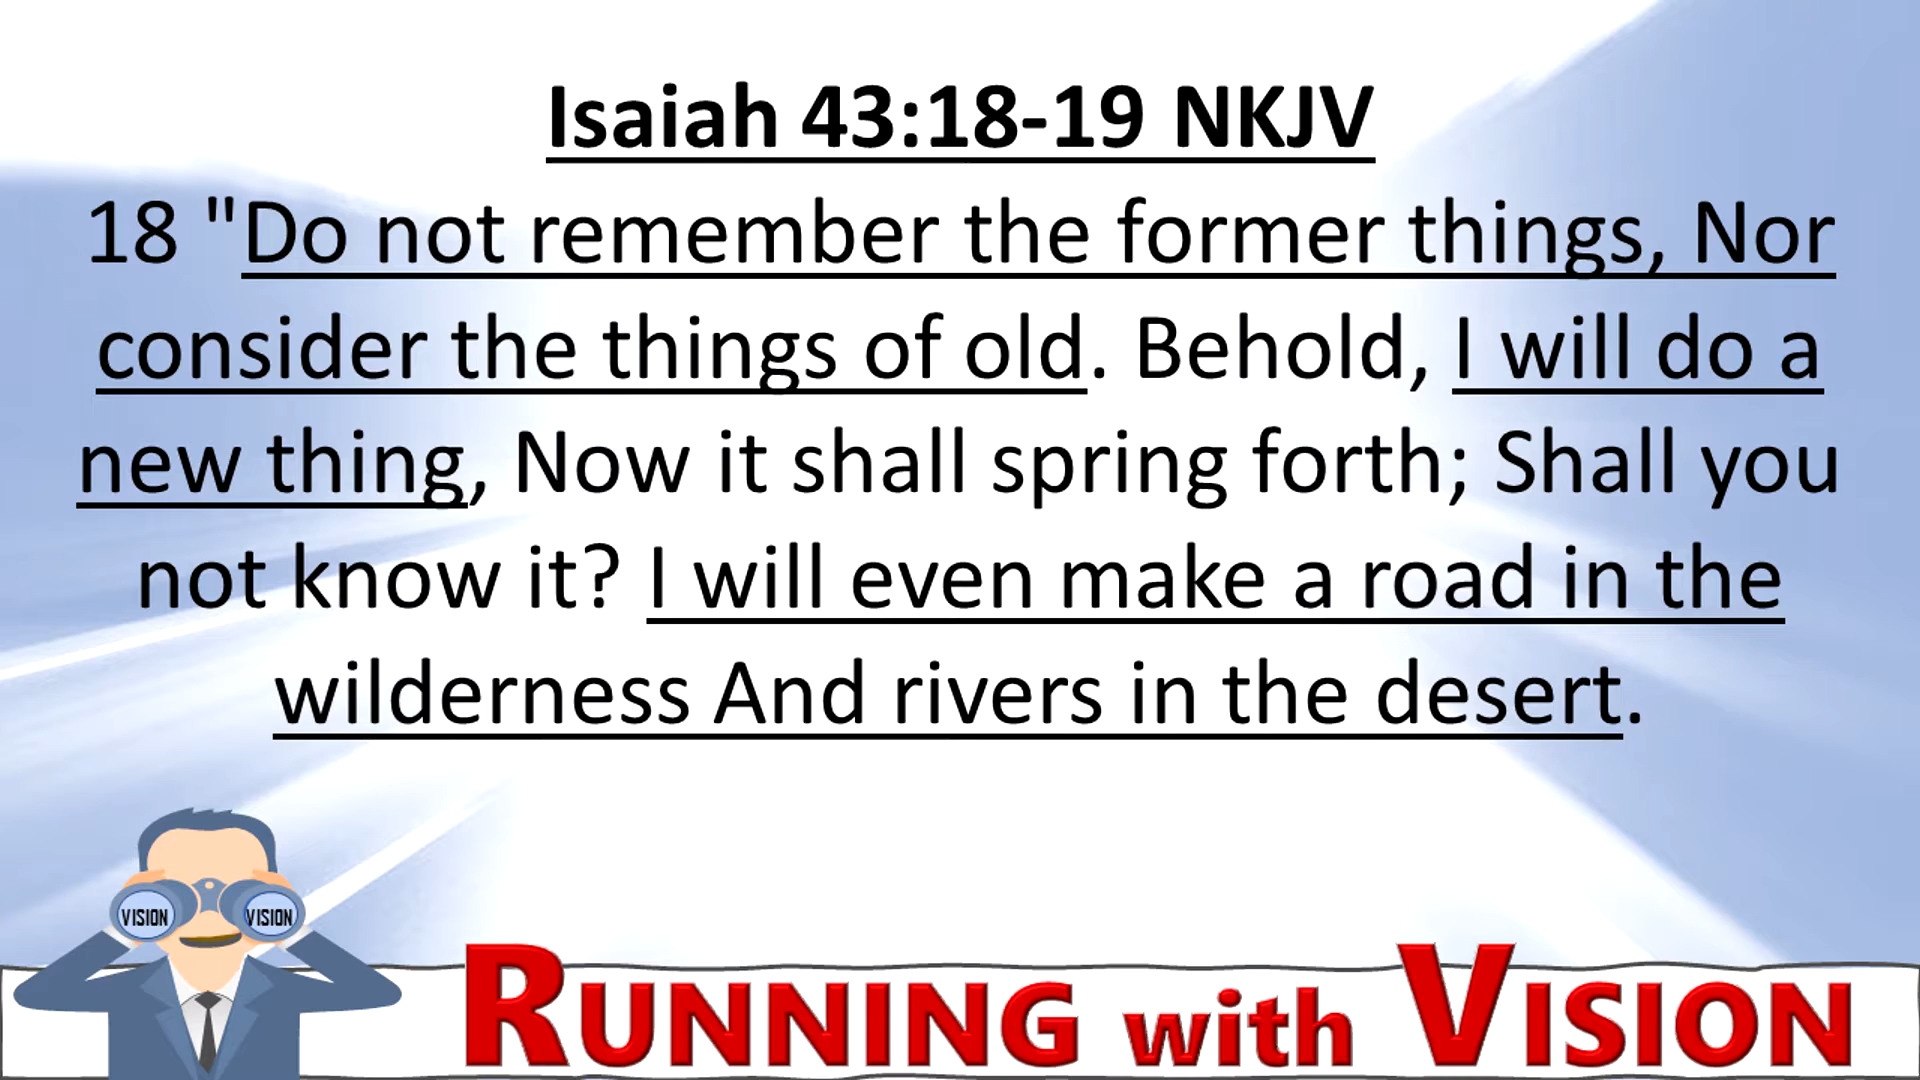 Isaiah 43:18-19 NKJV
18 "Do not remember the former things, Nor
consider the things of old. Behold, I will do a
new thing, Now it shall spring forth; Shall you
not know it? I will even make a road in the
wilderness And rivers in the desert.
VISION VISION
RUNNING with VISION